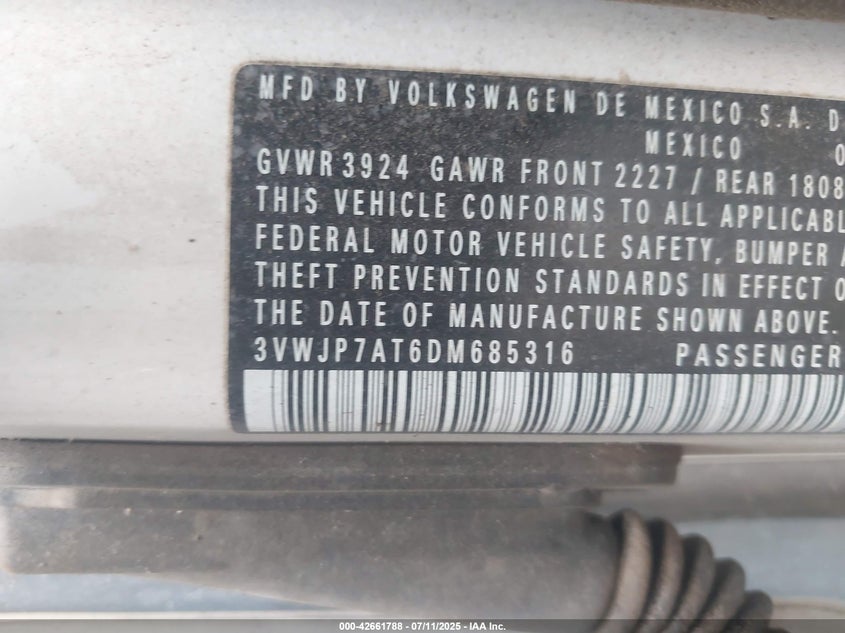 MFD BY VOLKSWAGEN DE MEXICO S.A. D
MEXICO 0
GVWR 3924 GAWR FRONT 2227 / REAR 1808
THIS VEHICLE CONFORMS TO ALL APPLICABL
FEDERAL MOTOR VEHICLE SAFETY, BUMPER A
THEFT PREVENTION STANDARDS IN EFFECT O
THE DATE OF MANUFACTURE SHOWN ABOVE.
3VWJP7AT6DM685316 PASSENGER
000-42661788 - 07/11/2025 - IAA Inc.